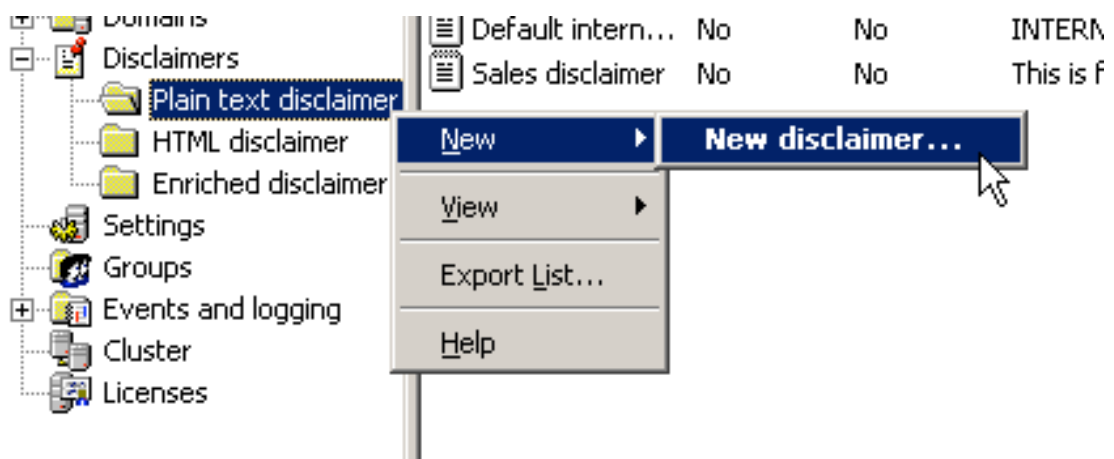 Domains
Disclaimers
Plain text disclaimer
HTML disclaimer
Enriched disclaimer
Settings
Groups
Events and logging
Cluster
Licenses
Default intern... No No INTERN
Sales disclaimer No No This is f
New
View
Export List...
Help
New disclaimer...